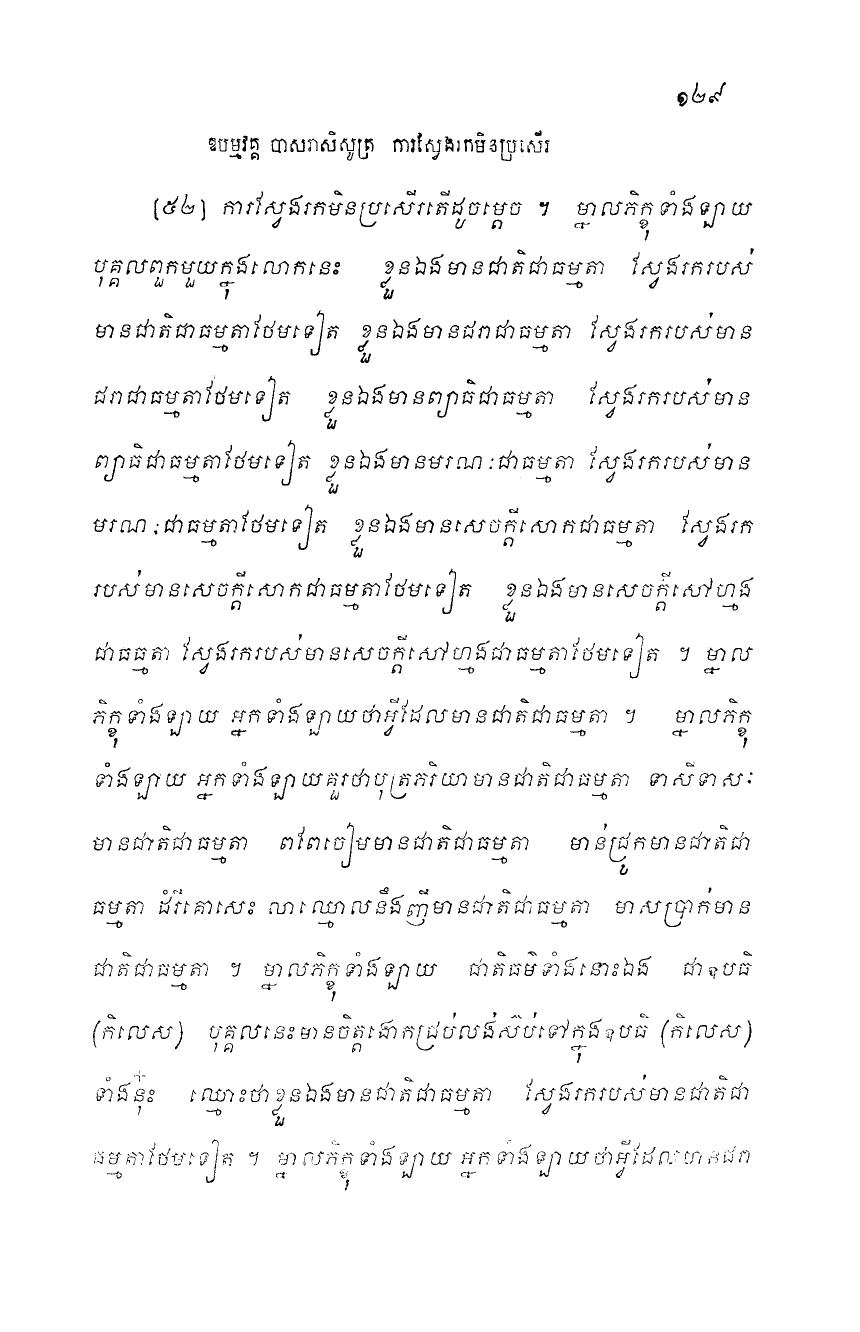 ១២៩
ឧបម្មវគ្គ បាសរាសិសូត្រ ការស្វែងរកមិនប្រសើរ
[៥២] ការស្វែងរកមិនប្រសើរតើដូចម្តេច ។ ម្នាលភិក្ខុទាំងឡាយ
បុគ្គលពួកមួយក្នុងលោកនេះ ខ្លួនឯងមានជាតិជាធម្មតា ស្វែងរករបស់
មានជាតិជាធម្មតាថែមទៀត ខ្លួនឯងមានជរាជាធម្មតា ស្វែងរករបស់មាន
ជរាជាធម្មតាថែមទៀត ខ្លួនឯងមានព្យាធិជាធម្មតា ស្វែងរករបស់មាន
ព្យាធិជាធម្មតាថែមទៀត ខ្លួនឯងមានមរណៈជាធម្មតា ស្វែងរករបស់មាន
មរណៈជាធម្មតាថែមទៀត ខ្លួនឯងមានសេចក្តីសោកជាធម្មតា ស្វែងរក
របស់មានសេចក្តីសោកជាធម្មតាថែមទៀត ខ្លួនឯងមានសេចក្តីសៅហ្មង
ជាធម្មតា ស្វែងរករបស់មានសេចក្តីសៅហ្មងជាធម្មតាថែមទៀត ។ ម្នាល
ភិក្ខុទាំងឡាយ អ្នកទាំងឡាយថាអ្វីដែលមានជាតិជាធម្មតា ។ ម្នាលភិក្ខុ
ទាំងឡាយ អ្នកទាំងឡាយគួរថាបុត្រភរិយាមានជាតិជាធម្មតា ទាសីទាសៈ
មានជាតិជាធម្មតា ពពែចៀមមានជាតិជាធម្មតា មាន់ជ្រូកមានជាតិជា
ធម្មតា ដំរីគោសេះ លាឈ្មោលនឹងញីមានជាតិជាធម្មតា មាសប្រាក់មាន
ជាតិជាធម្មតា ។ ម្នាលភិក្ខុទាំងឡាយ ជាតិធម៌ទាំងនោះឯង ជាឧបធិ
(កិលេស) បុគ្គលនេះមានចិត្តងោកជ្រប់លង់ស៊ប់ទៅក្នុងឧបធិ (កិលេស)
ទាំងនុ៎ះ ឈ្មោះថាខ្លួនឯងមានជាតិជាធម្មតា ស្វែងរករបស់មានជាតិជា
ធម្មតាថែមទៀត ។ ម្នាលភិក្ខុទាំងឡាយ អ្នកទាំងឡាយថាអ្វីដែលមានជរា